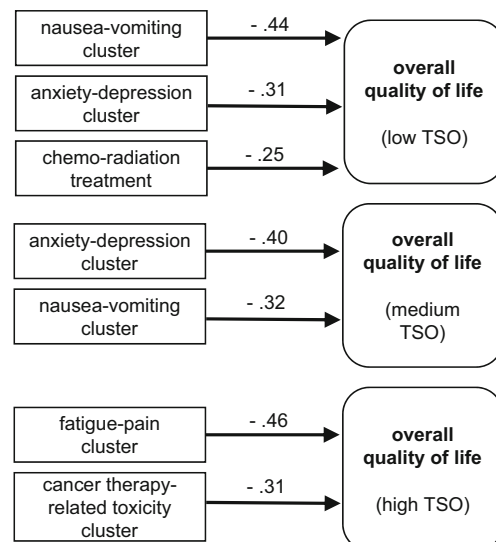 nausea-vomiting
cluster
- .44
anxiety-depression
cluster
- .31
chemo-radiation
treatment
- .25
overall
quality of life
(low TSO)
anxiety-depression
cluster
- .40
nausea-vomiting
cluster
- .32
overall
quality of life
(medium
TSO)
fatigue-pain
cluster
- .46
cancer therapy-
related toxicity
cluster
- .31
overall
quality of life
(high TSO)